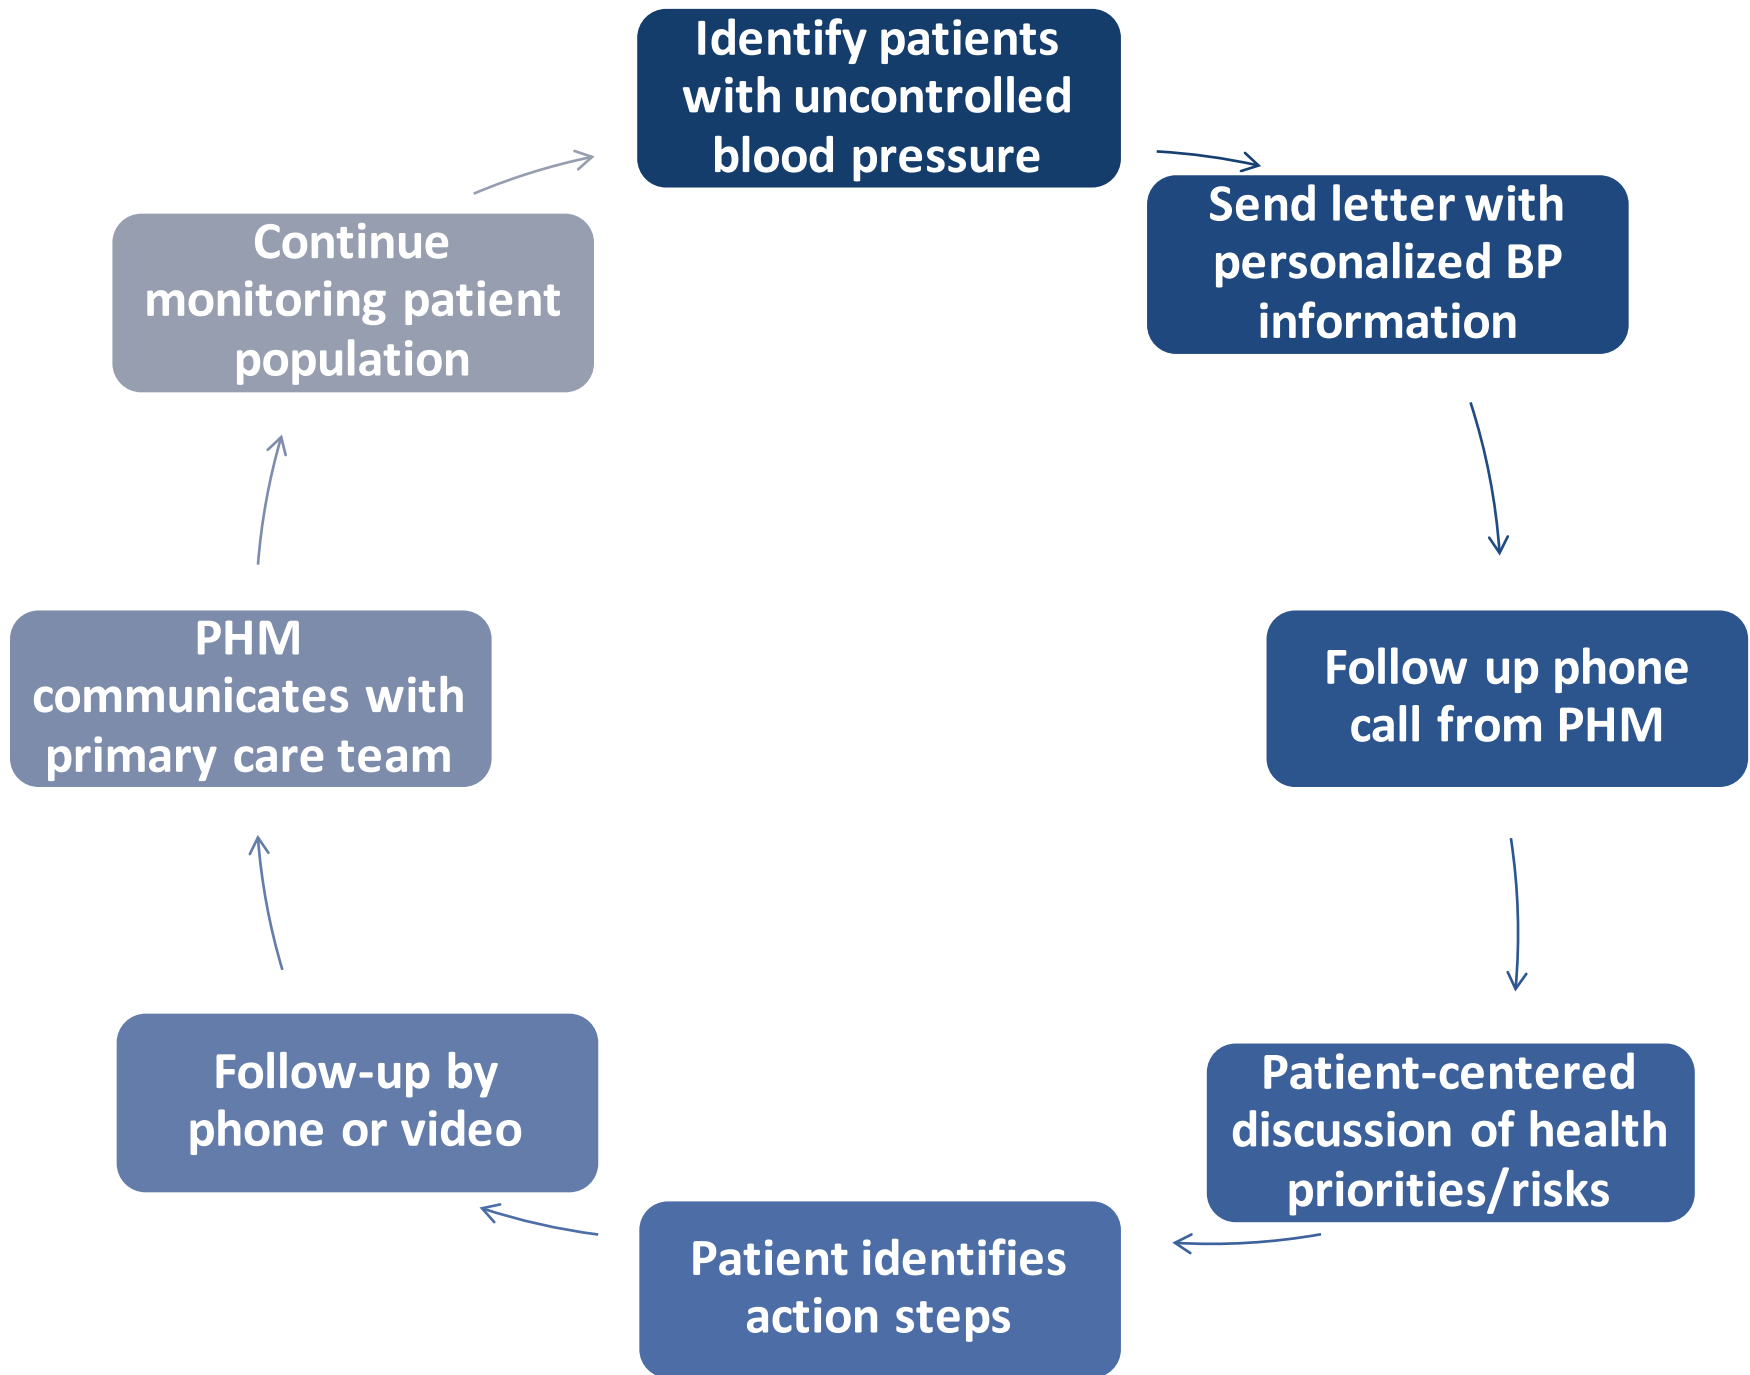 Identify patients
with uncontrolled
blood pressure
Send letter with
personalized BP
information
Follow up phone
call from PHM
Patient-centered
discussion of health
priorities/risks
Patient identifies
action steps
Follow-up by
phone or video
PHM
communicates with
primary care team
Continue
monitoring patient
population